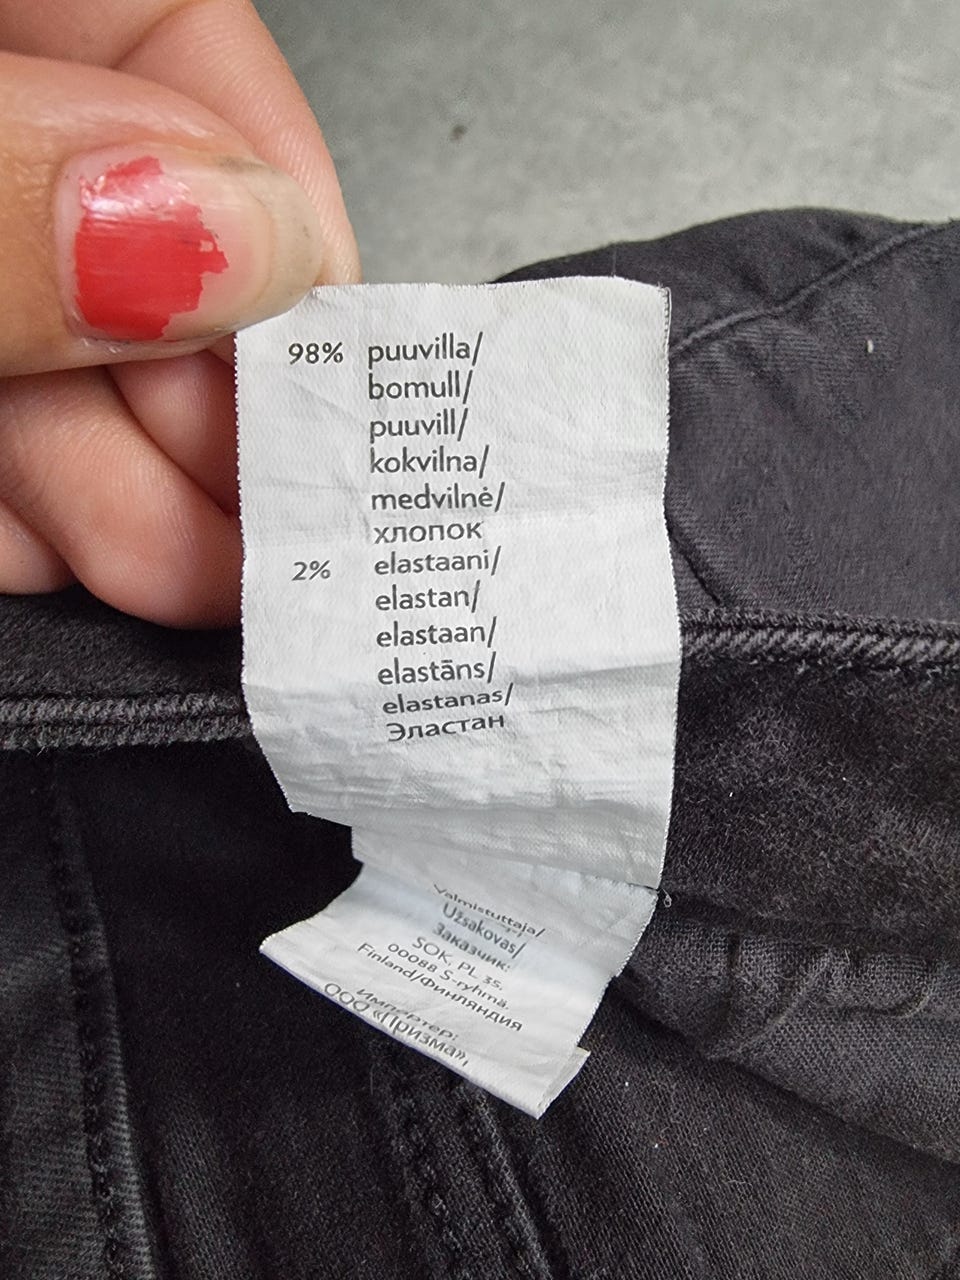 98% puuvilla/
bomull/
puuvill/
kokvilna/
medvilnė/
хлопок
2% elastaani/
elastan/
elastaan/
elastāns/
elastanas/
Эластан
Valmistuttaja/
Užsakovas/
Заказчик:
SOK, PL 35,
00088 S-ryhmä,
Finland/Финляндия
Импортер:
ООО «Призма»,